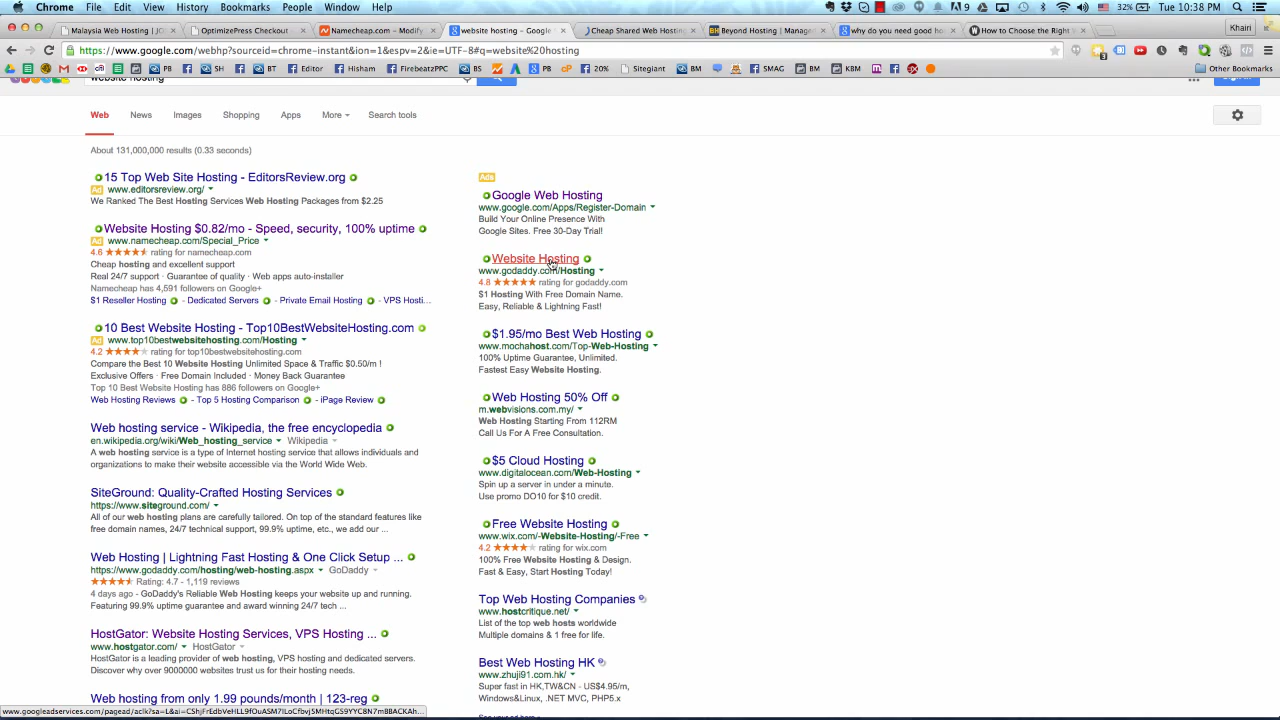 Chrome File Edit View History Bookmarks People Window Help
9 32% Tue 10:38 PM
Malaysia Web Hosting | JO
OptimizePress Checkout
Namecheap.com - Modify
website hosting - Google
Cheap Shared Web Hosting
Beyond Hosting | Manage
why do you need good ho
How to Choose the Right
Khairi
https://www.google.com/webhp?sourceid=chrome-instant&ion=1&espv=2&ie=UTF-8#q=website%20hosting
PB SH BT Editor Hisham FirebeatzPPC BS PB 20% Sitegiant BM SMAG BM KBM Other Bookmarks
website hosting
Web News Images Shopping Apps More Search tools
About 131,000,000 results (0.33 seconds)
15 Top Web Site Hosting - EditorsReview.org
Ad www.editorsreview.org/
We Ranked The Best Hosting Services Web Hosting Packages from $2.25
Website Hosting $0.82/mo - Speed, security, 100% uptime
Ad www.namecheap.com/Special_Price
4.6 rating for namecheap.com
Cheap hosting and excellent support
Real 24/7 support · Guarantee of quality · Web apps auto-installer
Namecheap has 4,591 followers on Google+
$1 Reseller Hosting - Dedicated Servers - Private Email Hosting - VPS Hosti...
10 Best Website Hosting - Top10BestWebsiteHosting.com
Ad www.top10bestwebsitehosting.com/Hosting
4.2 rating for top10bestwebsitehosting.com
Compare the Best 10 Website Hosting Unlimited Space & Traffic $0.50/m !
Exclusive Offers · Free Domain Included · Money Back Guarantee
Top 10 Best Website Hosting has 886 followers on Google+
Web Hosting Reviews - Top 5 Hosting Comparison - iPage Review
Web hosting service - Wikipedia, the free encyclopedia
en.wikipedia.org/wiki/Web_hosting_service Wikipedia
A web hosting service is a type of Internet hosting service that allows individuals and
organizations to make their website accessible via the World Wide Web.
SiteGround: Quality-Crafted Hosting Services
https://www.siteground.com/
All of our web hosting plans are carefully tailored. On top of the standard features like
free domain names, 24/7 technical support, 99.9% uptime, etc., we add our ...
Web Hosting | Lightning Fast Hosting & One Click Setup ...
https://www.godaddy.com/hosting/web-hosting.aspx GoDaddy
Rating: 4.7 - 1,119 reviews
4 days ago - GoDaddy's Reliable Web Hosting keeps your website up and running.
Featuring 99.9% uptime guarantee and award winning 24/7 tech ...
HostGator: Website Hosting Services, VPS Hosting ...
www.hostgator.com/ HostGator
HostGator is a leading provider of web hosting, VPS hosting and dedicated servers.
Discover why over 9000000 websites trust us for their hosting needs.
Web hosting from only 1.99 pounds/month | 123-reg
Ads
Google Web Hosting
www.google.com/Apps/Register-Domain
Build Your Online Presence With
Google Sites. Free 30-Day Trial!
Website Hosting
www.godaddy.com/Hosting
4.8 rating for godaddy.com
$1 Hosting With Free Domain Name.
Easy, Reliable & Lightning Fast!
$1.95/mo Best Web Hosting
www.mochahost.com/Top-Web-Hosting
100% Uptime Guarantee, Unlimited.
Fastest Easy Website Hosting.
Web Hosting 50% Off
m.webvisions.com.my/
Web Hosting Starting From 112RM
Call Us For A Free Consultation.
$5 Cloud Hosting
www.digitalocean.com/Web-Hosting
Spin up a server in under a minute.
Use promo DO10 for $10 credit.
Free Website Hosting
www.wix.com/-Website-Hosting/-Free
4.2 rating for wix.com
100% Free Website Hosting & Design.
Fast & Easy, Start Hosting Today!
Top Web Hosting Companies
www.hostcritique.net/
List of the top web hosts worldwide
Multiple domains & 1 free for life.
Best Web Hosting HK
www.zhuji91.com.hk/
Super fast in HK,TW&CN - US$4.95/m,
Windows&Linux, .NET MVC, PHP5.x